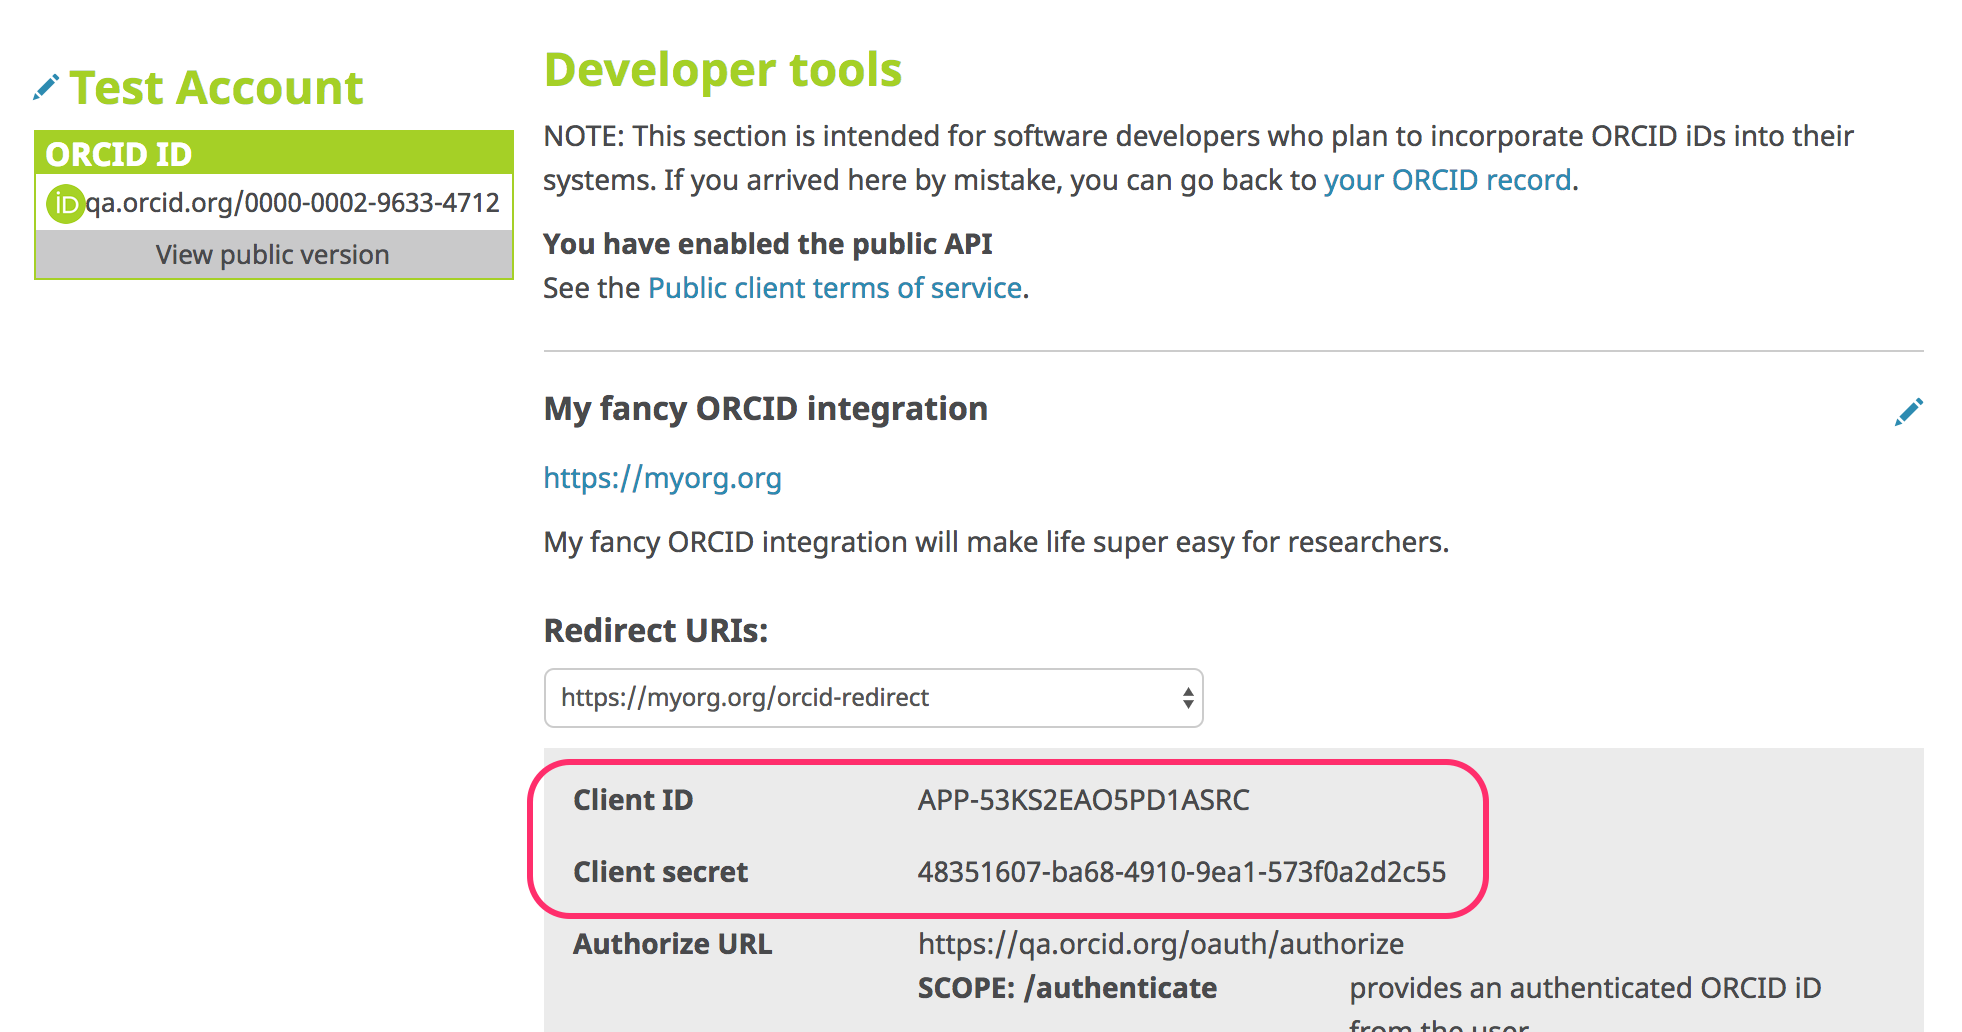 Test Account
ORCID ID
iD qa.orcid.org/0000-0002-9633-4712
View public version
Developer tools
NOTE: This section is intended for software developers who plan to incorporate ORCID iDs into their
systems. If you arrived here by mistake, you can go back to your ORCID record.
You have enabled the public API
See the Public client terms of service.
My fancy ORCID integration
https://myorg.org
My fancy ORCID integration will make life super easy for researchers.
Redirect URIs:
https://myorg.org/orcid-redirect
Client ID APP-53KS2EAO5PD1ASRC
Client secret 48351607-ba68-4910-9ea1-573f0a2d2c55
Authorize URL https://qa.orcid.org/oauth/authorize
SCOPE: /authenticate provides an authenticated ORCID iD
from the user